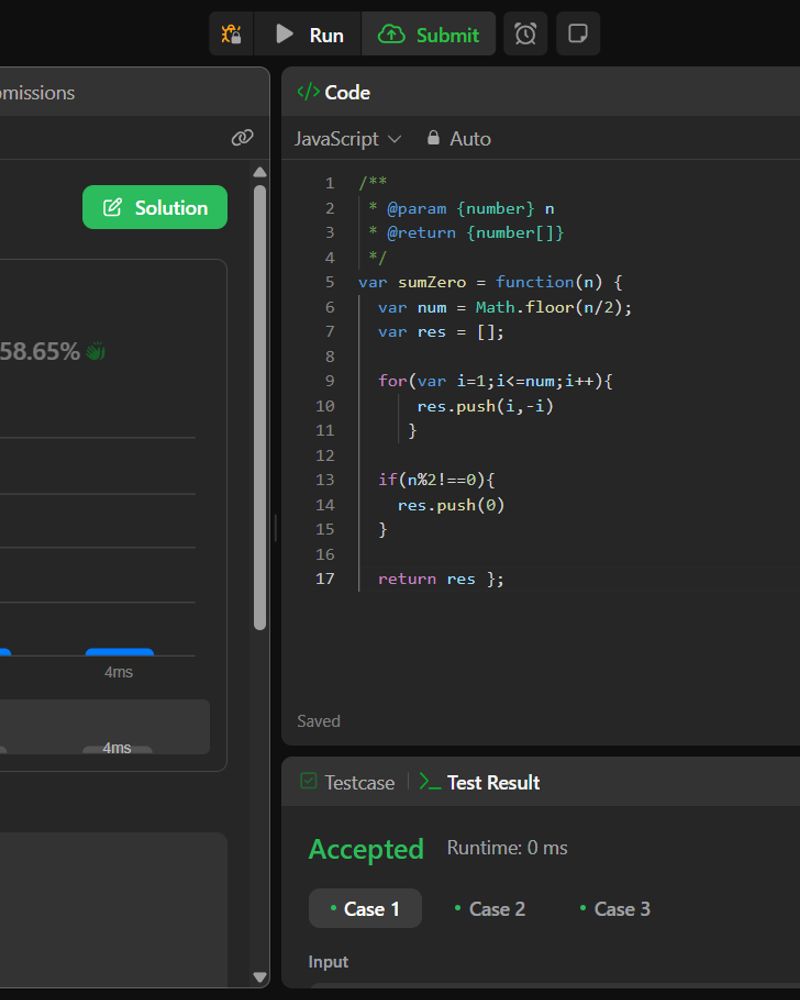 Run
Submit
omissions
Solution
58.65%
4ms
4ms
</> Code
JavaScript
Auto
1 /**
2 * @param {number} n
3 * @return {number[]}
4 */
5 var sumZero = function(n) {
6 var num = Math.floor(n/2);
7 var res = [];
8
9 for(var i=1;i<=num;i++){
10 res.push(i,-i)
11 }
12
13 if(n%2!==0){
14 res.push(0)
15 }
16
17 return res };
Saved
Testcase
Test Result
Accepted Runtime: 0 ms
Case 1 Case 2 Case 3
Input